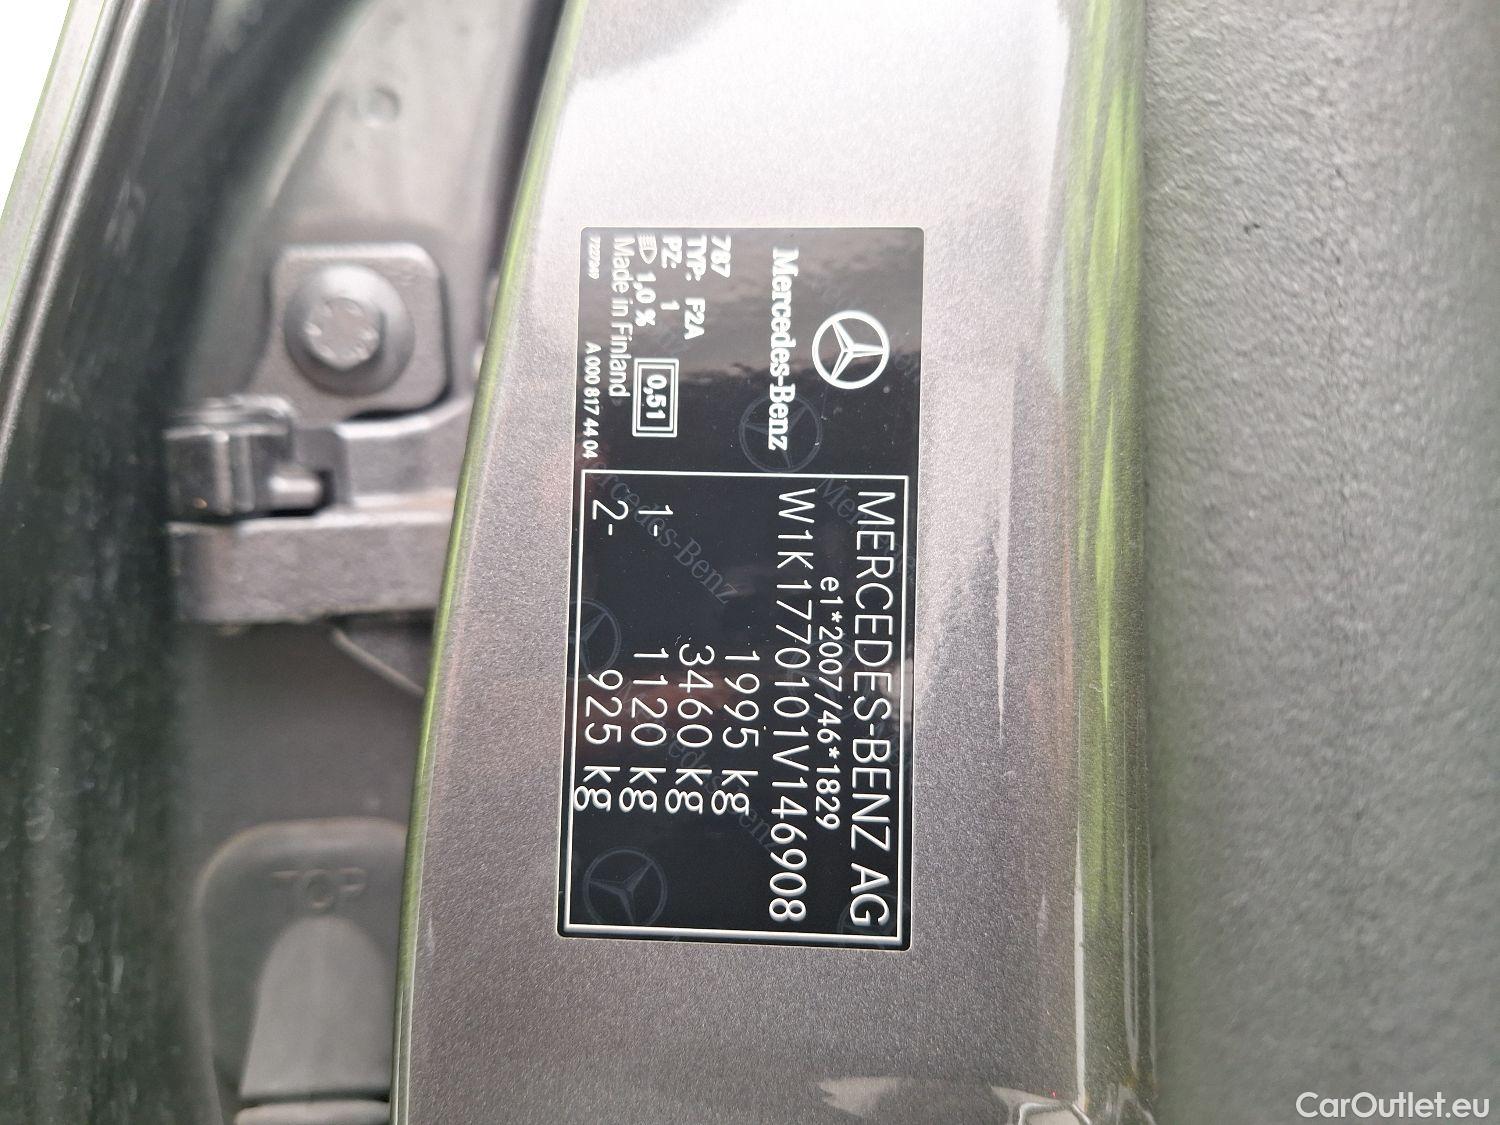 Mercedes-Benz
787
TYP: F2A
PZ: 1
1,0 %
0,51
Made in Finland
A 000 817 44 04
MERCEDES-BENZ AG
e1*2007/46*1829
W1K1770101V146908
1995 kg
3460 kg
1- 1120 kg
2- 925 kg
TOP
CarOutlet.eu